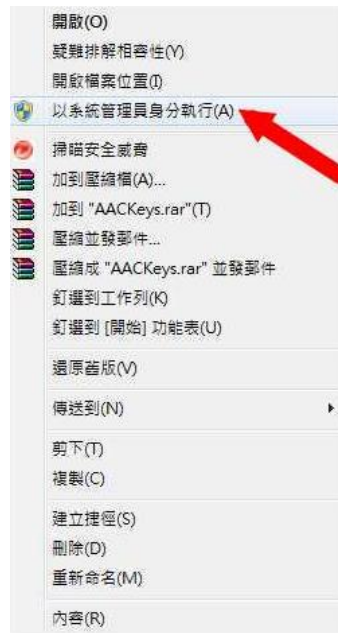 開啟(O)
疑難排解相容性(Y)
開啟檔案位置(I)
以系統管理員身分執行(A)
掃瞄安全威脅
加到壓縮檔(A)...
加到 "AACKeys.rar"(T)
壓縮並發郵件...
壓縮成 "AACKeys.rar" 並發郵件
釘選到工作列(K)
釘選到 [開始] 功能表(U)
還原舊版(V)
傳送到(N)
剪下(T)
複製(C)
建立捷徑(S)
刪除(D)
重新命名(M)
內容(R)